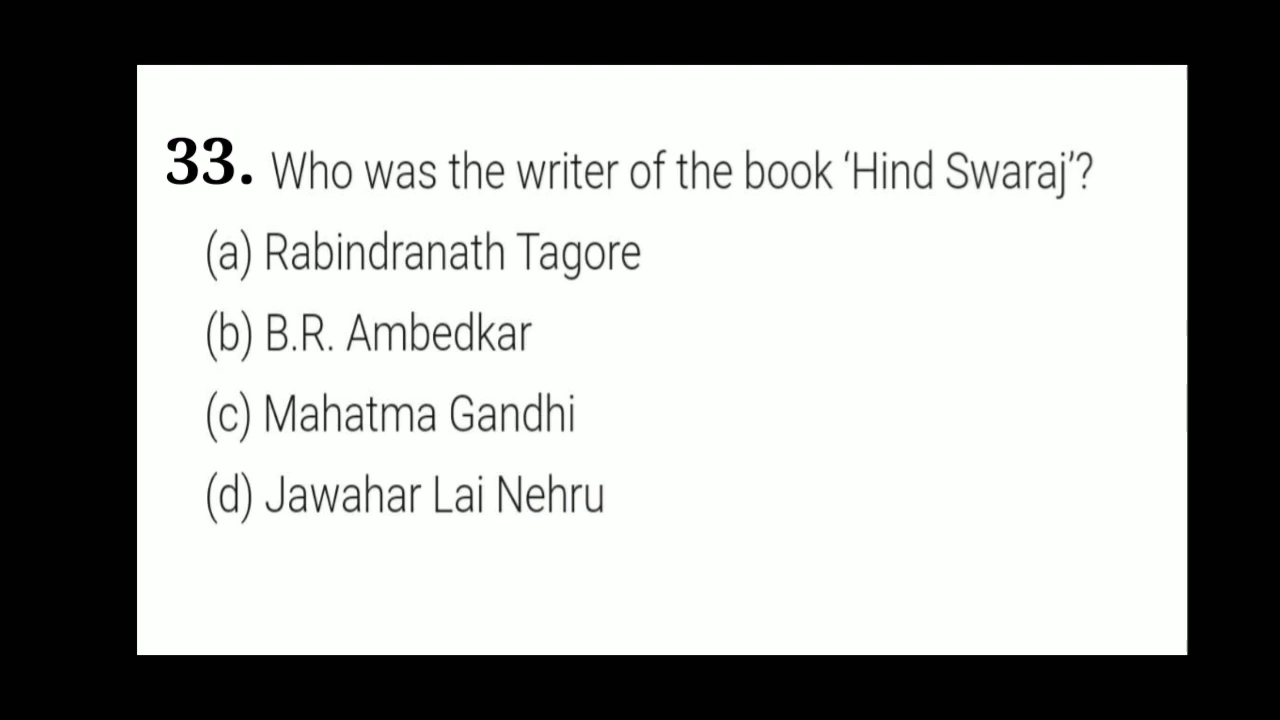 33. Who was the writer of the book ‘Hind Swaraj’?
(a) Rabindranath Tagore
(b) B.R. Ambedkar
(c) Mahatma Gandhi
(d) Jawahar Lai Nehru